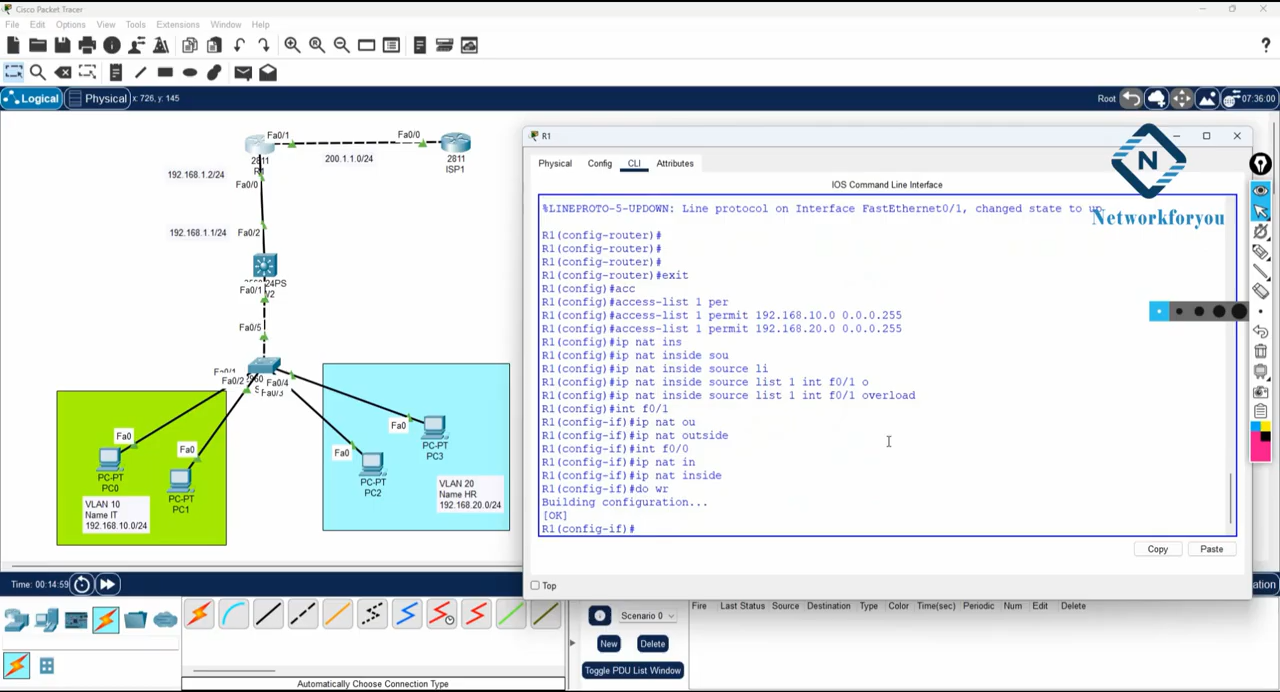 Cisco Packet Tracer
File Edit Options View Tools Extensions Window Help
Logical Physical x: 726, y: 145 Root 07:36:00
Fa0/1
Fa0/0
2811
200.1.1.0/24
2811
ISP1
192.168.1.2/24
Fa0/0
192.168.1.1/24
Fa0/2
24PS
Fa0/1
Fa0/5
Fa0/2
Fa0/4
Fa0/3
Fa0
PC-PT
PC0
Fa0
PC-PT
PC1
VLAN 10
Name IT
192.168.10.0/24
Fa0
PC-PT
PC3
Fa0
PC-PT
PC2
VLAN 20
Name HR
192.168.20.0/24
R1
Physical Config CLI Attributes
IOS Command Line Interface
N
Networkforyou
%LINEPROTO-5-UPDOWN: Line protocol on Interface FastEthernet0/1, changed state to up
R1(config-router)#
R1(config-router)#
R1(config-router)#
R1(config-router)#exit
R1(config)#acc
R1(config)#access-list 1 per
R1(config)#access-list 1 permit 192.168.10.0 0.0.0.255
R1(config)#access-list 1 permit 192.168.20.0 0.0.0.255
R1(config)#ip nat ins
R1(config)#ip nat inside sou
R1(config)#ip nat inside source li
R1(config)#ip nat inside source list 1 int f0/1 o
R1(config)#ip nat inside source list 1 int f0/1 overload
R1(config)#int f0/1
R1(config-if)#ip nat ou
R1(config-if)#ip nat outside
R1(config-if)#int f0/0
R1(config-if)#ip nat in
R1(config-if)#ip nat inside
R1(config-if)#do wr
Building configuration...
[OK]
R1(config-if)#
Copy Paste
Top
Time: 00:14:59
Scenario 0
New Delete
Toggle PDU List Window
Fire Last Status Source Destination Type Color Time(sec) Periodic Num Edit Delete
Automatically Choose Connection Type